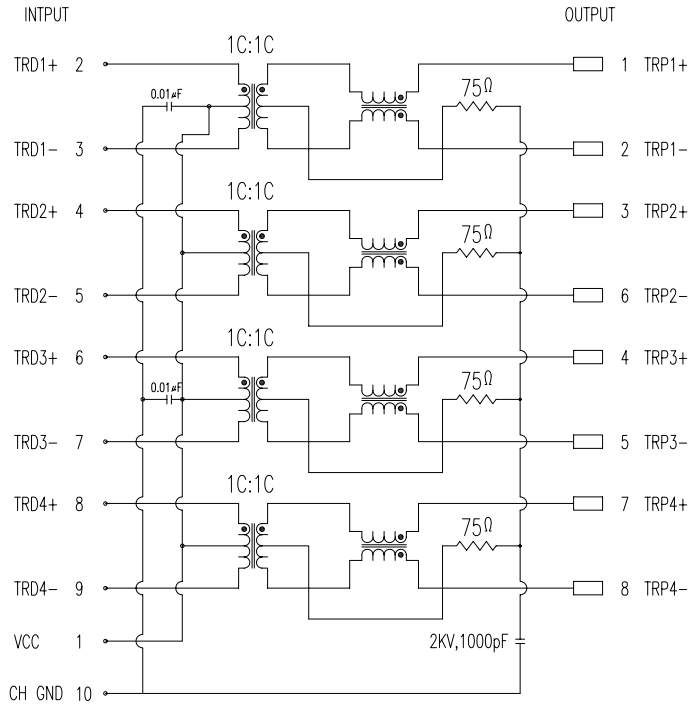 INTPUT OUTPUT
1C:1C
TRD1+ 2 1 TRP1+
0.01µF 75Ω
TRD1- 3 2 TRP1-
1C:1C
TRD2+ 4 3 TRP2+
75Ω
TRD2- 5 6 TRP2-
1C:1C
TRD3+ 6 4 TRP3+
0.01µF 75Ω
TRD3- 7 5 TRP3-
1C:1C
TRD4+ 8 7 TRP4+
75Ω
TRD4- 9 8 TRP4-
VCC 1 2KV,1000pF
CH GND 10